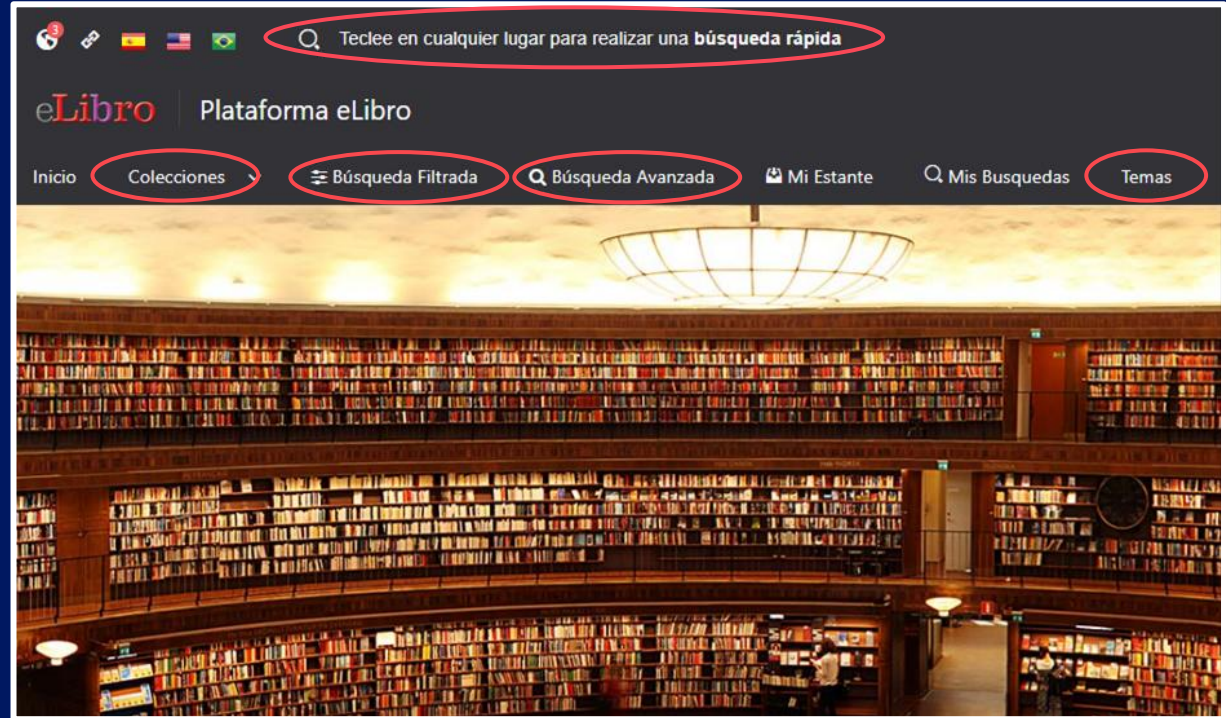 3
Teclee en cualquier lugar para realizar una búsqueda rápida
eLibro Plataforma eLibro
Inicio Colecciones Búsqueda Filtrada Búsqueda Avanzada Mi Estante Mis Busquedas Temas